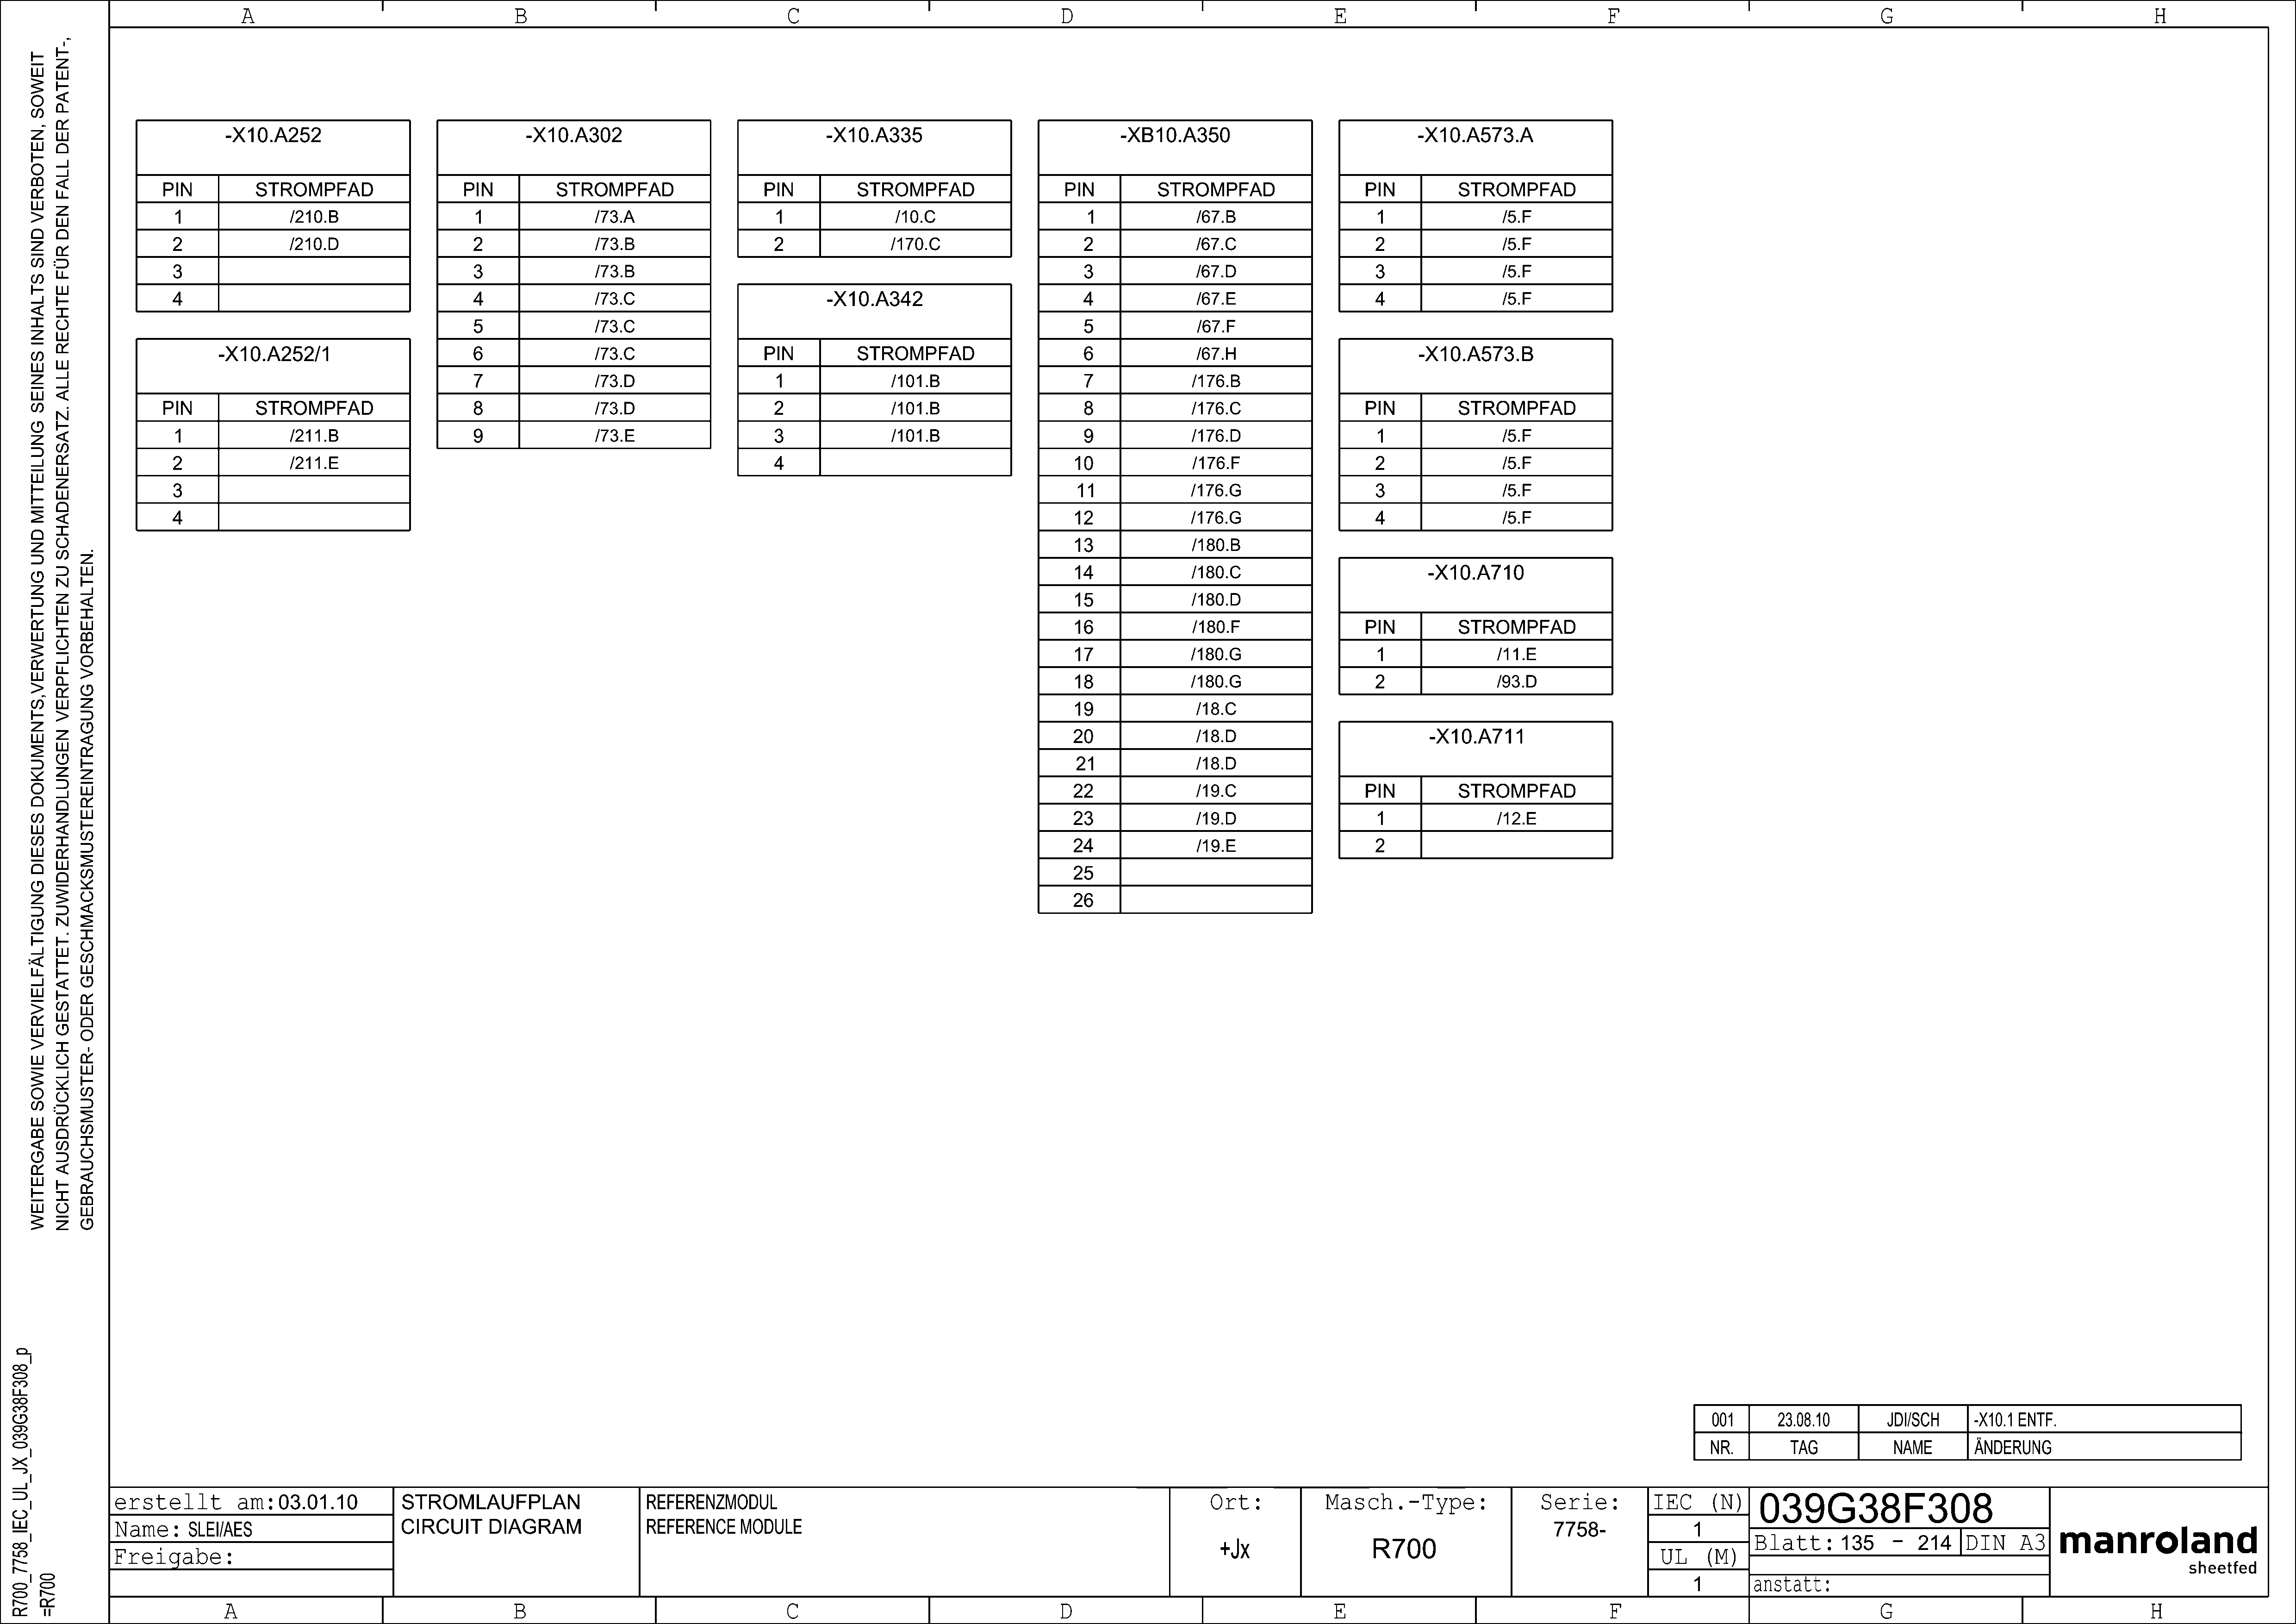 A B C D E F G H
WEITERGABE SOWIE VERVIELFÄLTIGUNG DIESES DOKUMENTS,VERWERTUNG UND MITTEILUNG SEINES INHALTS SIND VERBOTEN, SOWEIT
NICHT AUSDRÜCKLICH GESTATTET. ZUWIDERHANDLUNGEN VERPFLICHTEN ZU SCHADENERSATZ. ALLE RECHTE FÜR DEN FALL DER PATENT-,
GEBRAUCHSMUSTER- ODER GESCHMACKSMUSTEREINTRAGUNG VORBEHALTEN.
R700_7758_IEC_UL_JX_039G38F308_p
=R700
-X10.A252
PIN STROMPFAD
1 /210.B
2 /210.D
3
4
-X10.A252/1
PIN STROMPFAD
1 /211.B
2 /211.E
3
4
-X10.A302
PIN STROMPFAD
1 /73.A
2 /73.B
3 /73.B
4 /73.C
5 /73.C
6 /73.C
7 /73.D
8 /73.D
9 /73.E
-X10.A335
PIN STROMPFAD
1 /10.C
2 /170.C
-X10.A342
PIN STROMPFAD
1 /101.B
2 /101.B
3 /101.B
4
-XB10.A350
PIN STROMPFAD
1 /67.B
2 /67.C
3 /67.D
4 /67.E
5 /67.F
6 /67.H
7 /176.B
8 /176.C
9 /176.D
10 /176.F
11 /176.G
12 /176.G
13 /180.B
14 /180.C
15 /180.D
16 /180.F
17 /180.G
18 /180.G
19 /18.C
20 /18.D
21 /18.D
22 /19.C
23 /19.D
24 /19.E
25
26
-X10.A573.A
PIN STROMPFAD
1 /5.F
2 /5.F
3 /5.F
4 /5.F
-X10.A573.B
PIN STROMPFAD
1 /5.F
2 /5.F
3 /5.F
4 /5.F
-X10.A710
PIN STROMPFAD
1 /11.E
2 /93.D
-X10.A711
PIN STROMPFAD
1 /12.E
2
001 23.08.10 JDI/SCH -X10.1 ENTF.
NR. TAG NAME ÄNDERUNG
erstellt am: 03.01.10
Name: SLEI/AES
Freigabe:
STROMLAUFPLAN
CIRCUIT DIAGRAM
REFERENZMODUL
REFERENCE MODULE
Ort:
+Jx
Masch.-Type:
R700
Serie:
7758-
IEC (N)
1
UL (M)
1
039G38F308
Blatt: 135 - 214 DIN A3
anstatt:
manroland
sheetfed
A B C D E F G H